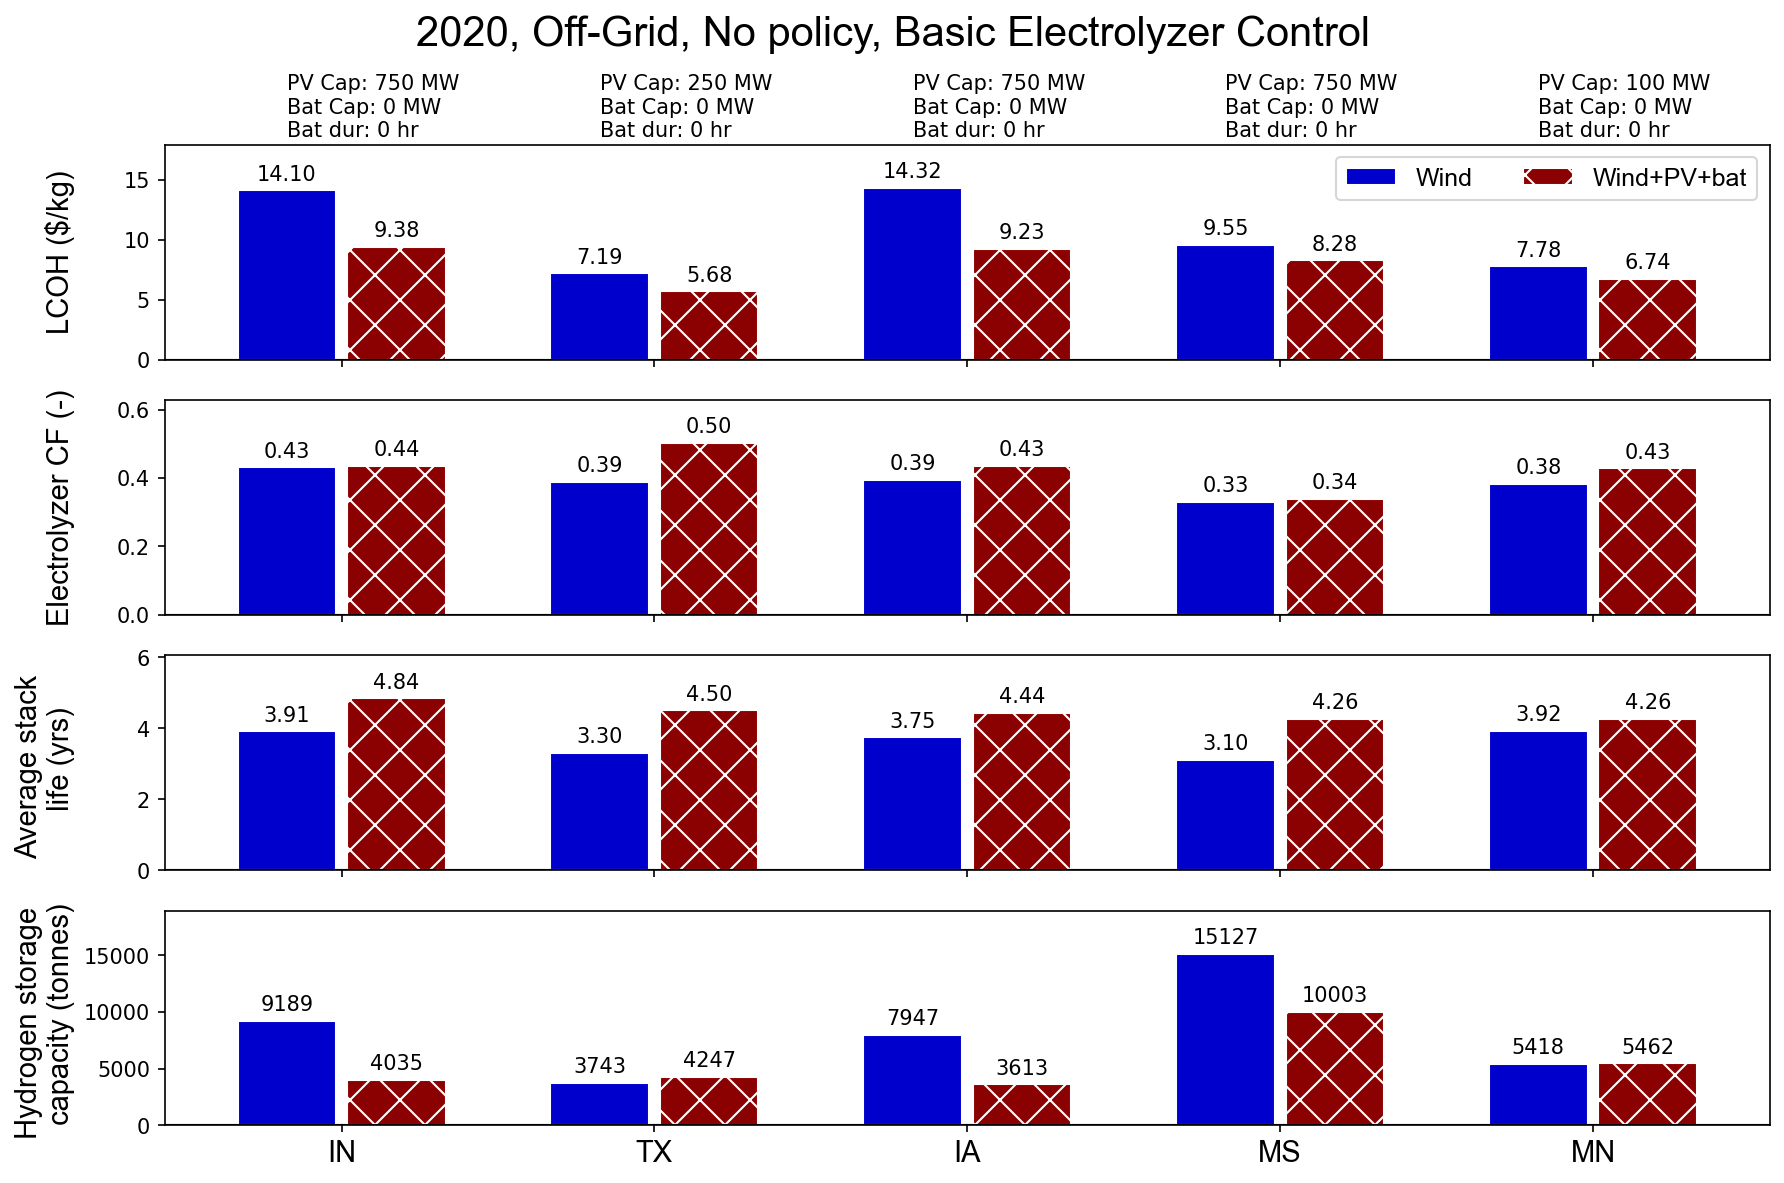 2020, Off-Grid, No policy, Basic Electrolyzer Control
PV Cap: 750 MW
Bat Cap: 0 MW
Bat dur: 0 hr
PV Cap: 250 MW
Bat Cap: 0 MW
Bat dur: 0 hr
PV Cap: 750 MW
Bat Cap: 0 MW
Bat dur: 0 hr
PV Cap: 750 MW
Bat Cap: 0 MW
Bat dur: 0 hr
PV Cap: 100 MW
Bat Cap: 0 MW
Bat dur: 0 hr
LCOH ($/kg)
15
10
5
0
14.10
9.38
7.19
5.68
14.32
9.23
9.55
8.28
7.78
6.74
Wind
Wind+PV+bat
Electrolyzer CF (-)
0.6
0.4
0.2
0.0
0.43
0.44
0.39
0.50
0.39
0.43
0.33
0.34
0.38
0.43
Average stack
life (yrs)
6
4
2
0
3.91
4.84
3.30
4.50
3.75
4.44
3.10
4.26
3.92
4.26
Hydrogen storage
capacity (tonnes)
15000
10000
5000
0
9189
4035
3743
4247
7947
3613
15127
10003
5418
5462
IN
TX
IA
MS
MN